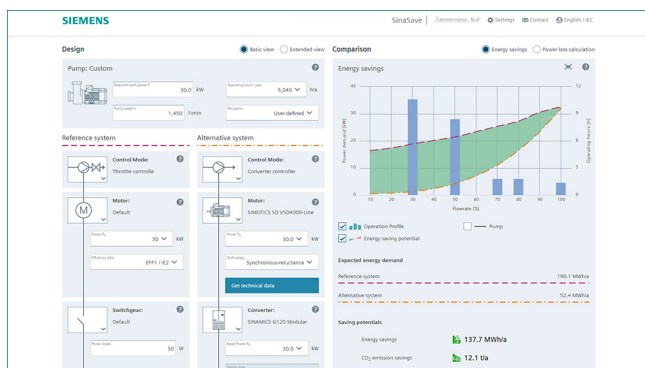 SIEMENS
SinaSave
Settings
Contact
English / IEC
Design
Basic view
Extended view
Comparison
Energy savings
Power loss calculation
Pump: Custom
Required shaft power P
30.0 kW
Operating hours/year
5,040 h/a
Pump speed n
1,450 1/min
User-defined
Energy savings
Power demand [kW]
40
30
20
10
0
12
9
6
3
0
Operating hours [h]
10 20 30 40 50 60 70 80 90 100
Flowrate [%]
Reference system
Alternative system
Control Mode:
Throttle controlle
Control Mode:
Converter controller
M
Motor:
Default
Motor:
SIMOTICS SD VSD4000-Line
30 kW
30.0 kW
Efficiency class
EFF1 / IE2
Technology
Synchronous-reluctance
Get technical data
Operation Profile
Pump
Energy saving potential
Expected energy demand
Reference system
190.1 MWh/a
Alternative system
52.4 MWh/a
Switchgear:
Default
Converter:
SINAMICS G120 Modular
Power losses
30 W
30.0 kW
Saving potentials
Energy savings
137.7 MWh/a
CO₂ emission savings
12.1 t/a